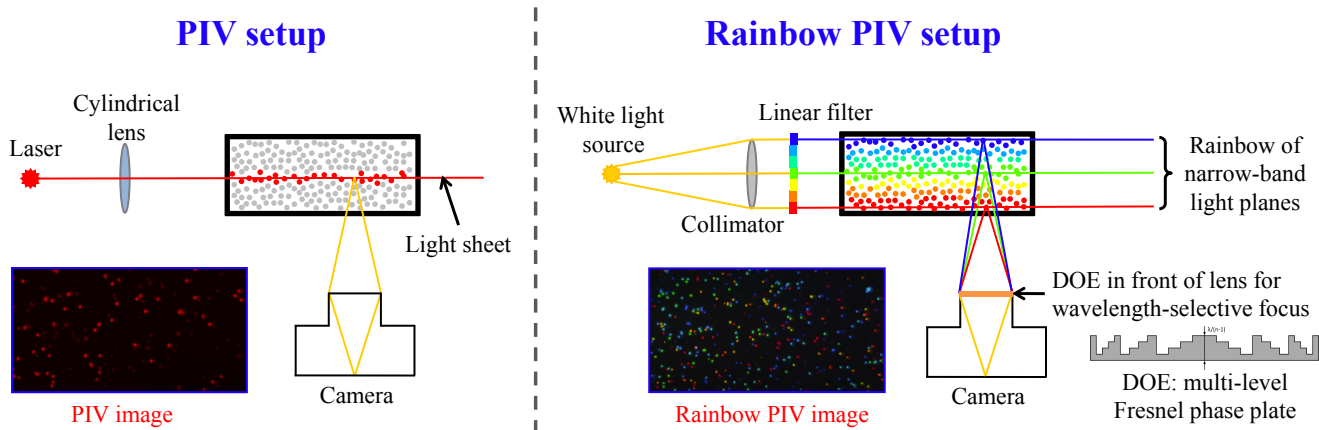 PIV setup
Cylindrical
lens
Laser
Light sheet
PIV image
Camera
Rainbow PIV setup
White light
source
Linear filter
Collimator
Rainbow of
narrow-band
light planes
DOE in front of lens for
wavelength-selective focus
λ/(n-1)
Rainbow PIV image
Camera
DOE: multi-level
Fresnel phase plate